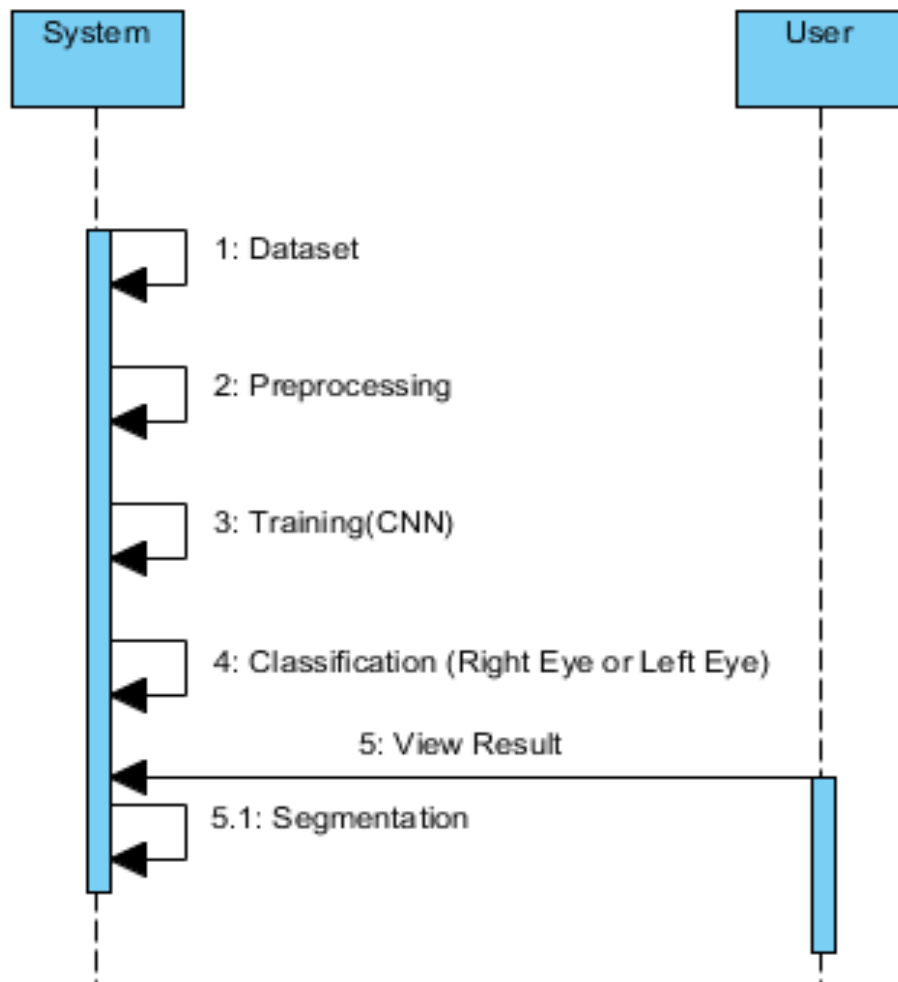 System
User
1: Dataset
2: Preprocessing
3: Training(CNN)
4: Classification (Right Eye or Left Eye)
5: View Result
5.1: Segmentation